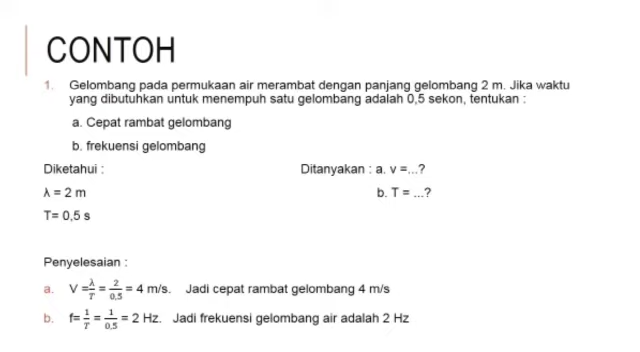 CONTOH
1. Gelombang pada permukaan air merambat dengan panjang gelombang 2 m. Jika waktu
yang dibutuhkan untuk menempuh satu gelombang adalah 0,5 sekon, tentukan :
a. Cepat rambat gelombang
b. frekuensi gelombang
Diketahui :
Ditanyakan : a. v =...?
λ = 2 m
b. T = ...?
T= 0,5 s
Penyelesaian :
a. V =λ/T = 2/0,5 = 4 m/s. Jadi cepat rambat gelombang 4 m/s
b. f= 1/T = 1/0,5 = 2 Hz. Jadi frekuensi gelombang air adalah 2 Hz